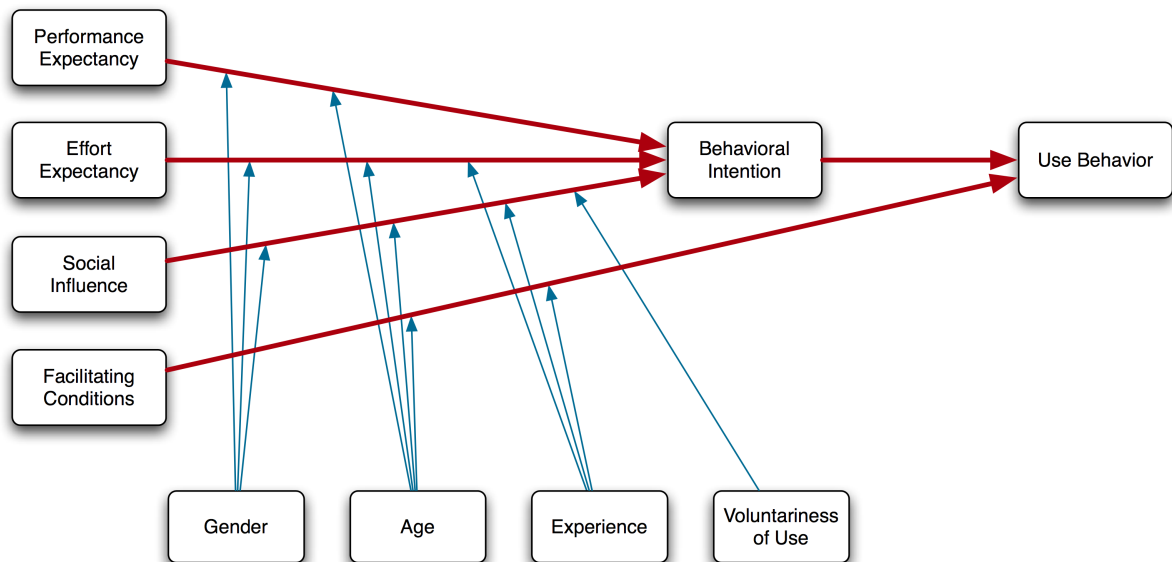 Performance
Expectancy
Effort
Expectancy
Social
Influence
Facilitating
Conditions
Behavioral
Intention
Use Behavior
Gender
Age
Experience
Voluntariness
of Use